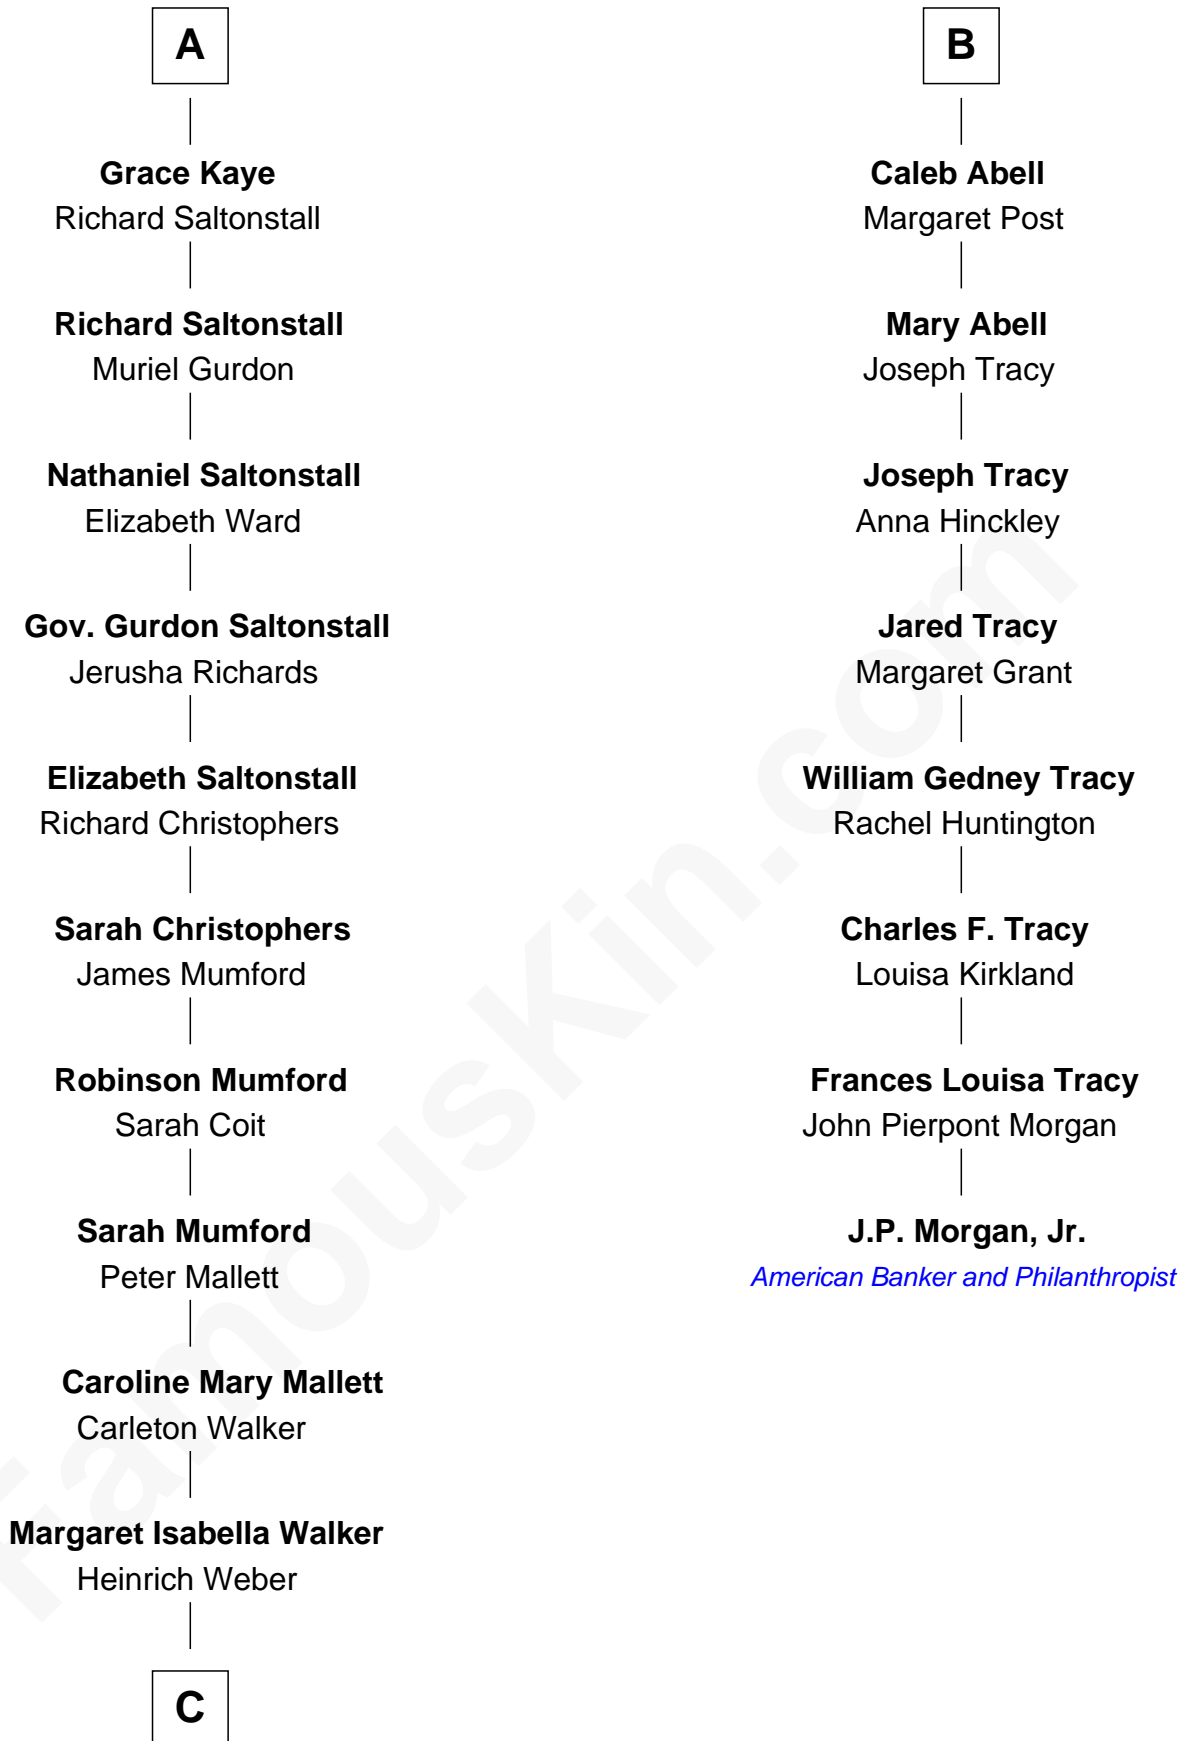 A
Grace Kaye
Richard Saltonstall
Richard Saltonstall
Muriel Gurdon
Nathaniel Saltonstall
Elizabeth Ward
Gov. Gurdon Saltonstall
Jerusha Richards
Elizabeth Saltonstall
Richard Christophers
Sarah Christophers
James Mumford
Robinson Mumford
Sarah Coit
Sarah Mumford
Peter Mallett
Caroline Mary Mallett
Carleton Walker
Margaret Isabella Walker
Heinrich Weber
C
B
Caleb Abell
Margaret Post
Mary Abell
Joseph Tracy
Joseph Tracy
Anna Hinckley
Jared Tracy
Margaret Grant
William Gedney Tracy
Rachel Huntington
Charles F. Tracy
Louisa Kirkland
Frances Louisa Tracy
John Pierpont Morgan
J.P. Morgan, Jr.
American Banker and Philanthropist
FamousKin.com